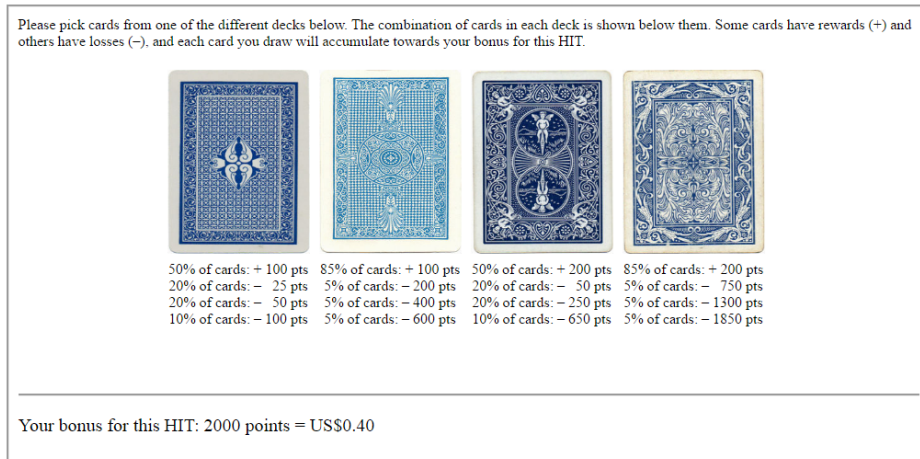 Please pick cards from one of the different decks below. The combination of cards in each deck is shown below them. Some cards have rewards (+) and
others have losses (−), and each card you draw will accumulate towards your bonus for this HIT.
50% of cards: + 100 pts 85% of cards: + 100 pts 50% of cards: + 200 pts 85% of cards: + 200 pts
20% of cards: − 25 pts 5% of cards: − 200 pts 20% of cards: − 50 pts 5% of cards: − 750 pts
20% of cards: − 50 pts 5% of cards: − 400 pts 20% of cards: − 250 pts 5% of cards: − 1300 pts
10% of cards: − 100 pts 5% of cards: − 600 pts 10% of cards: − 650 pts 5% of cards: − 1850 pts
Your bonus for this HIT: 2000 points = US$0.40